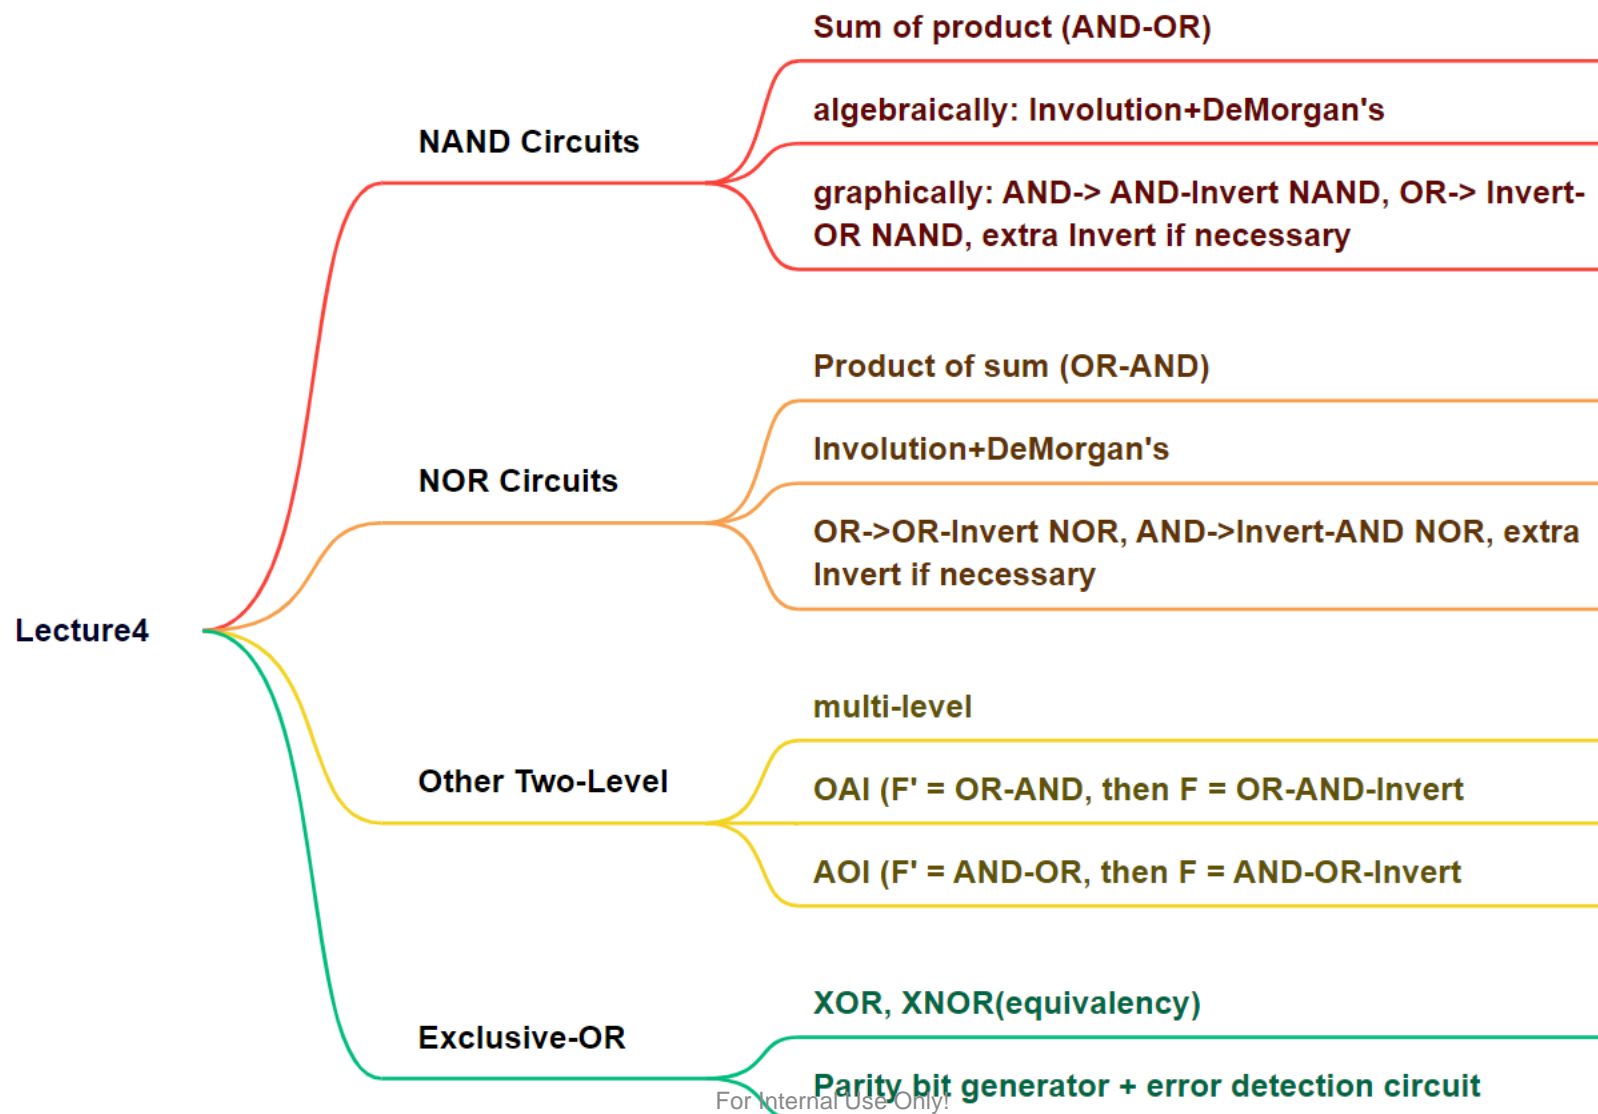 Sum of product (AND-OR)
algebraically: Involution+DeMorgan's
NAND Circuits
graphically: AND-> AND-Invert NAND, OR-> Invert-
OR NAND, extra Invert if necessary
Product of sum (OR-AND)
Involution+DeMorgan's
NOR Circuits
OR->OR-Invert NOR, AND->Invert-AND NOR, extra
Invert if necessary
Lecture4
multi-level
Other Two-Level
OAI (F' = OR-AND, then F = OR-AND-Invert
AOI (F' = AND-OR, then F = AND-OR-Invert
XOR, XNOR(equivalency)
Exclusive-OR
Parity bit generator + error detection circuit
For Internal Use Only!